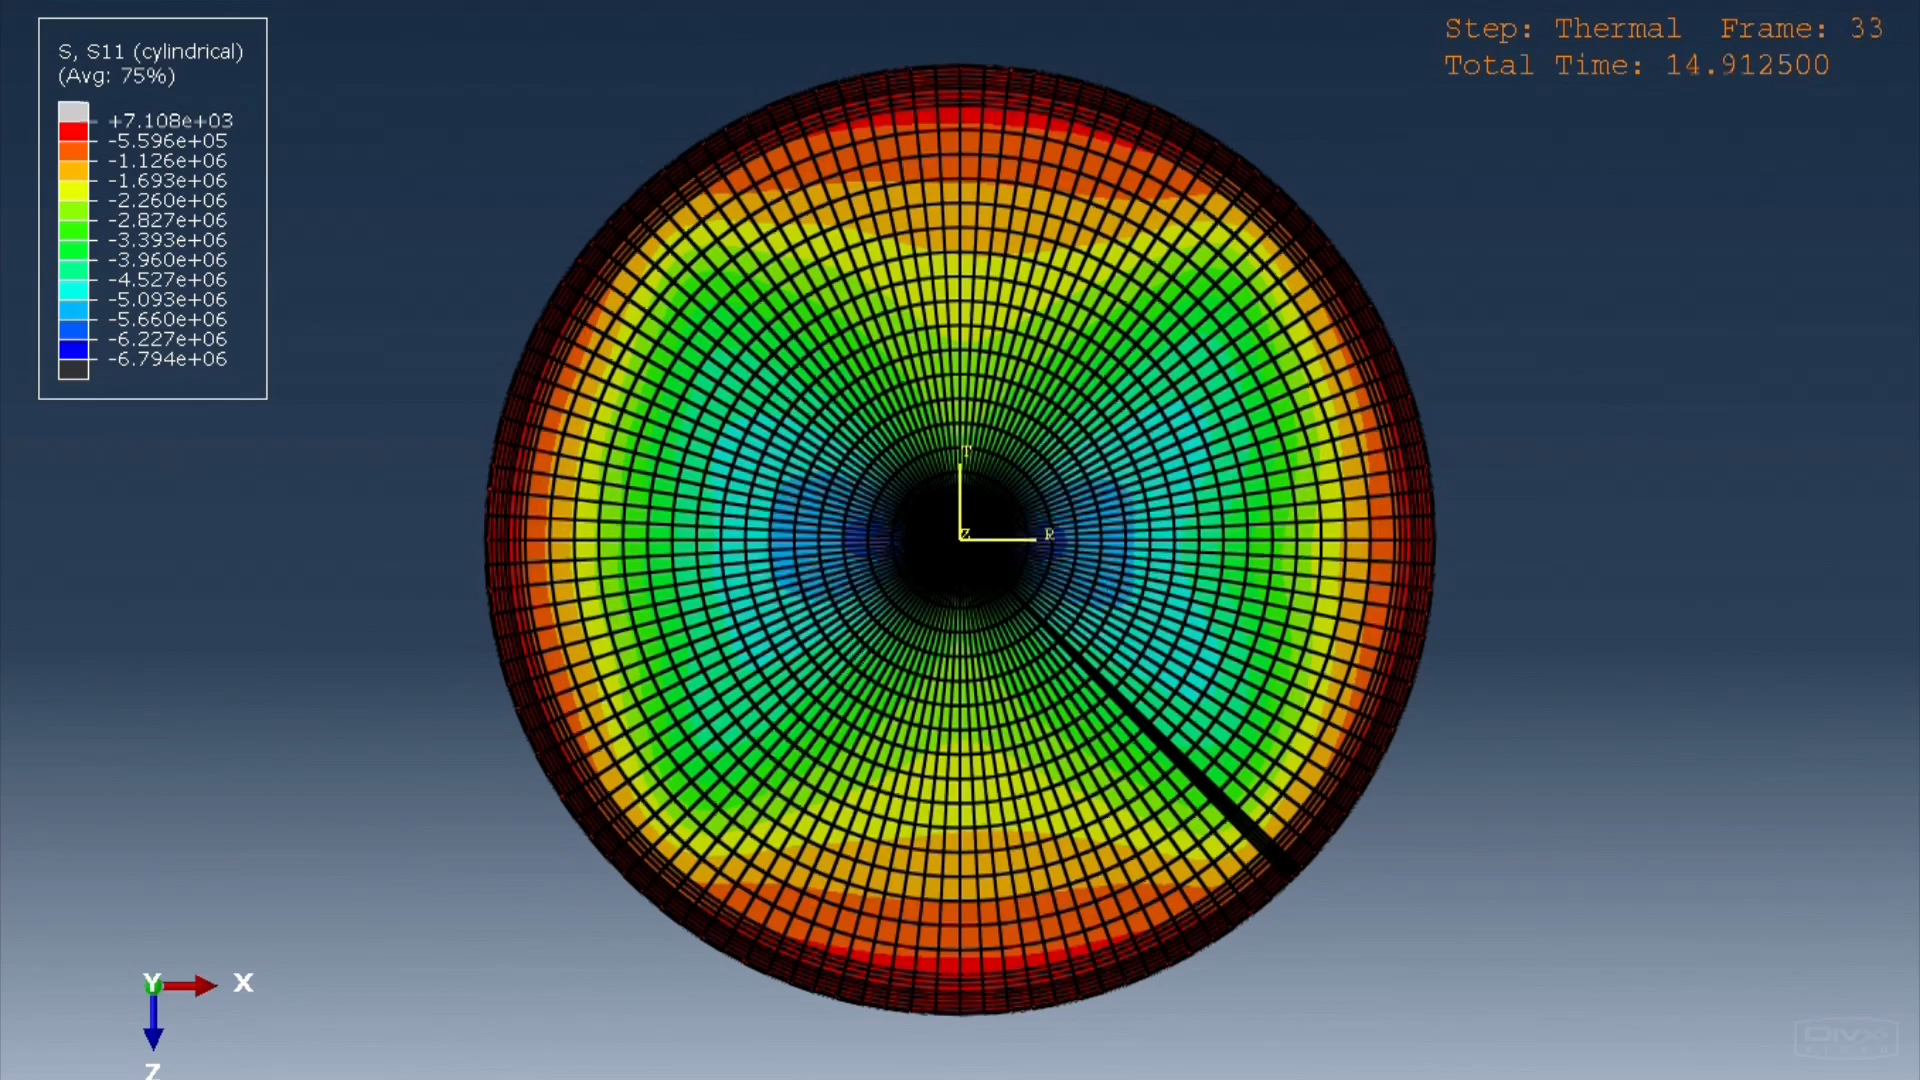 S, S11 (cylindrical)
(Avg: 75%)
+7.108e+03
-5.596e+05
-1.126e+06
-1.693e+06
-2.260e+06
-2.827e+06
-3.393e+06
-3.960e+06
-4.527e+06
-5.093e+06
-5.660e+06
-6.227e+06
-6.794e+06
Step: Thermal Frame: 33
Total Time: 14.912500
T
Z R
Y X
Z
DivX
VIDEO